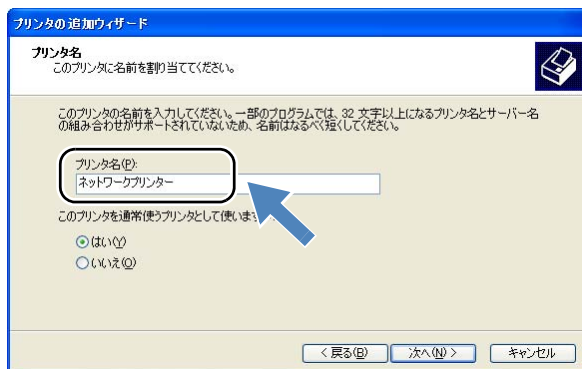 プリンタの追加ウィザード
プリンタ名
このプリンタに名前を割り当ててください。
このプリンタの名前を入力してください。一部のプログラムでは、32 文字以上になるプリンタ名とサーバー名
の組み合わせがサポートされていないため、名前はなるべく短くしてください。
プリンタ名(P):
ネットワークプリンター
このプリンタを通常使うプリンタとして使いま
はい(Y)
いいえ(O)
< 戻る(B)
次へ(N) >
キャンセル